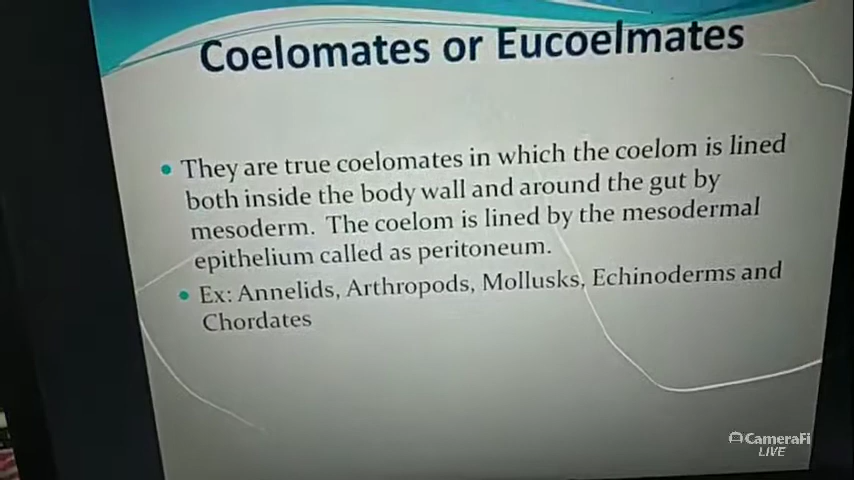 Coelomates or Eucoelmates
• They are true coelomates in which the coelom is lined
both inside the body wall and around the gut by
mesoderm. The coelom is lined by the mesodermal
epithelium called as peritoneum.
• Ex: Annelids, Arthropods, Mollusks, Echinoderms and
Chordates
CameraFi
LIVE